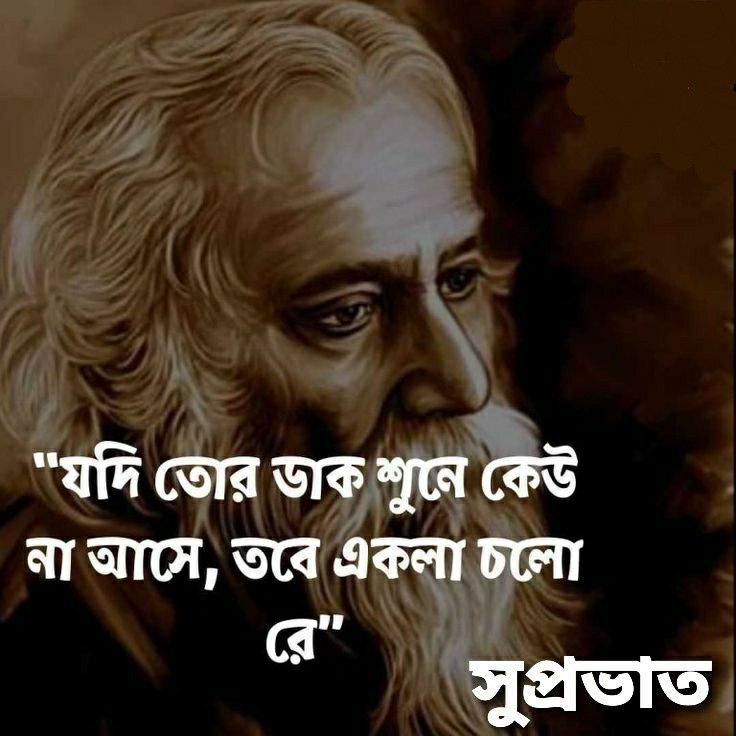 "যদি তোর ডাক শুনে কেউ
না আসে, তবে একলা চলো
রে"
সুপ্রভাত